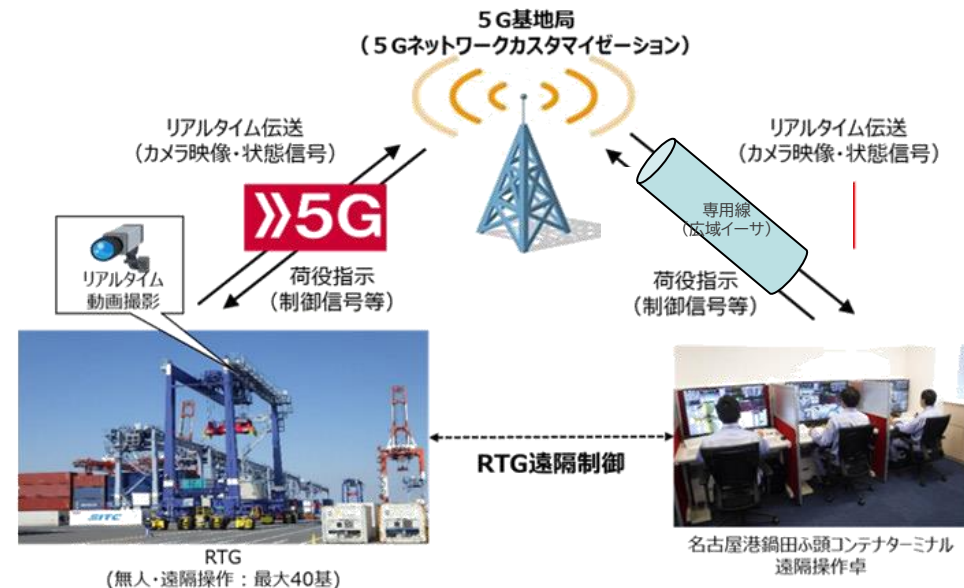 5G基地局
(5Gネットワークカスタマイゼーション)
リアルタイム伝送
(カメラ映像・状態信号)
リアルタイム伝送
(カメラ映像・状態信号)
5G
専用線
(広域イーサ)
リアルタイム
動画撮影
荷役指示
(制御信号等)
荷役指示
(制御信号等)
RTG遠隔制御
SITC
RTG
(無人・遠隔操作:最大40基)
名古屋港鍋田ふ頭コンテナターミナル
遠隔操作卓